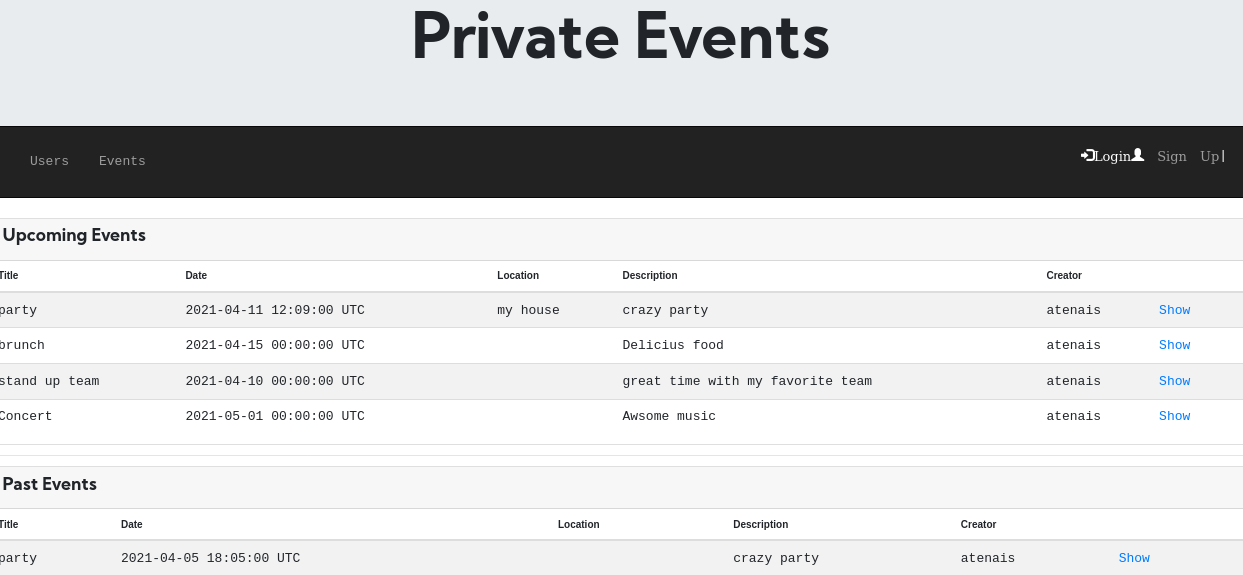 Private Events
Users Events Login Sign Up|
Upcoming Events
Title Date Location Description Creator
party 2021-04-11 12:09:00 UTC my house crazy party atenais Show
brunch 2021-04-15 00:00:00 UTC Delicius food atenais Show
stand up team 2021-04-10 00:00:00 UTC great time with my favorite team atenais Show
Concert 2021-05-01 00:00:00 UTC Awsome music atenais Show
Past Events
Title Date Location Description Creator
party 2021-04-05 18:05:00 UTC crazy party atenais Show